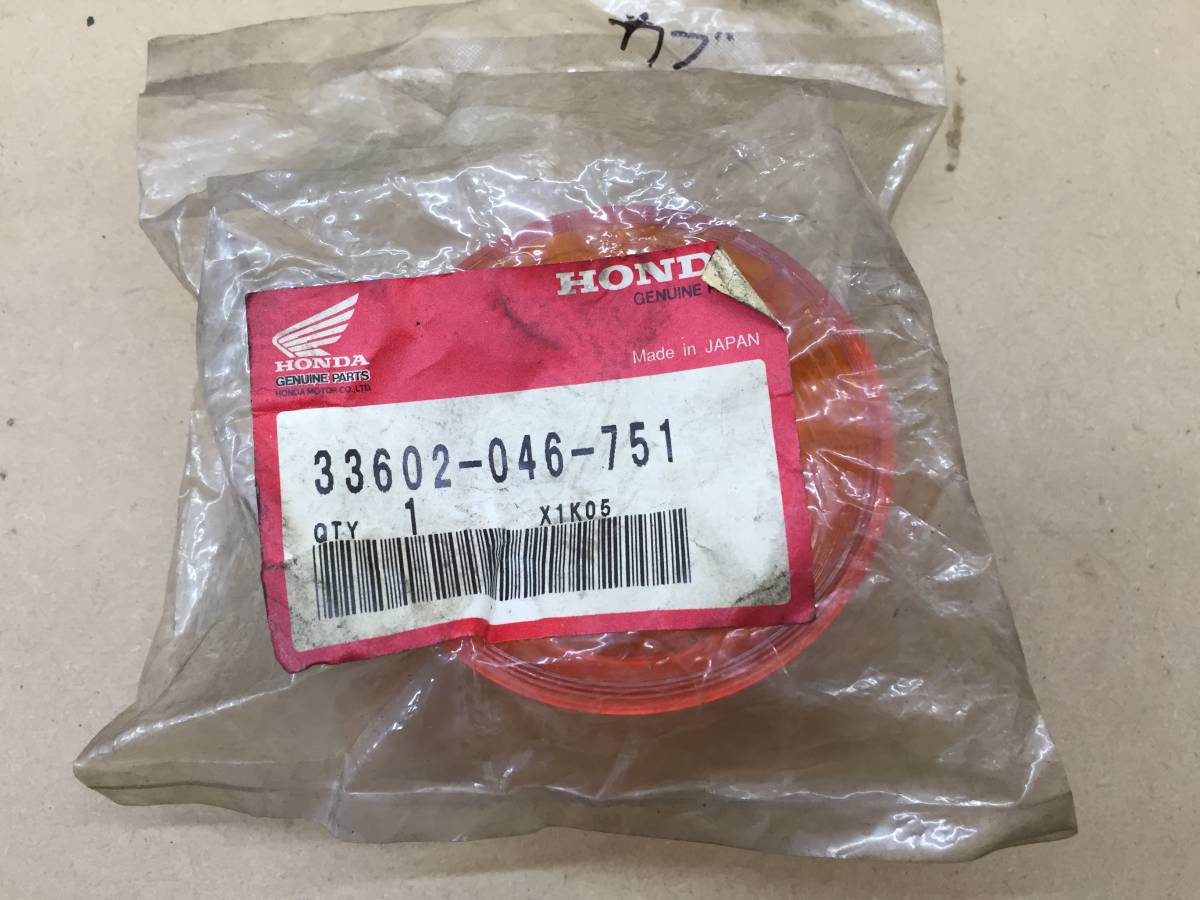 カブ
HOND
GENUINE P
Made in JAPAN
HONDA
GENUINE PARTS
HONDA MOTOR CO.,LTD.
33602-046-751
QTY 1 X1K05